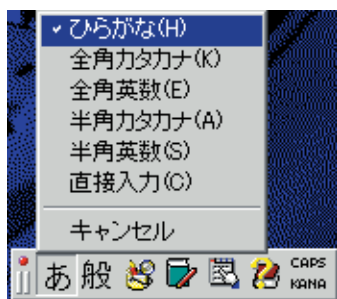 ひらがな(H)
全角カタカナ(K)
全角英数(E)
半角カタカナ(A)
半角英数(S)
直接入力(C)
キャンセル
あ 般 CAPS
KANA